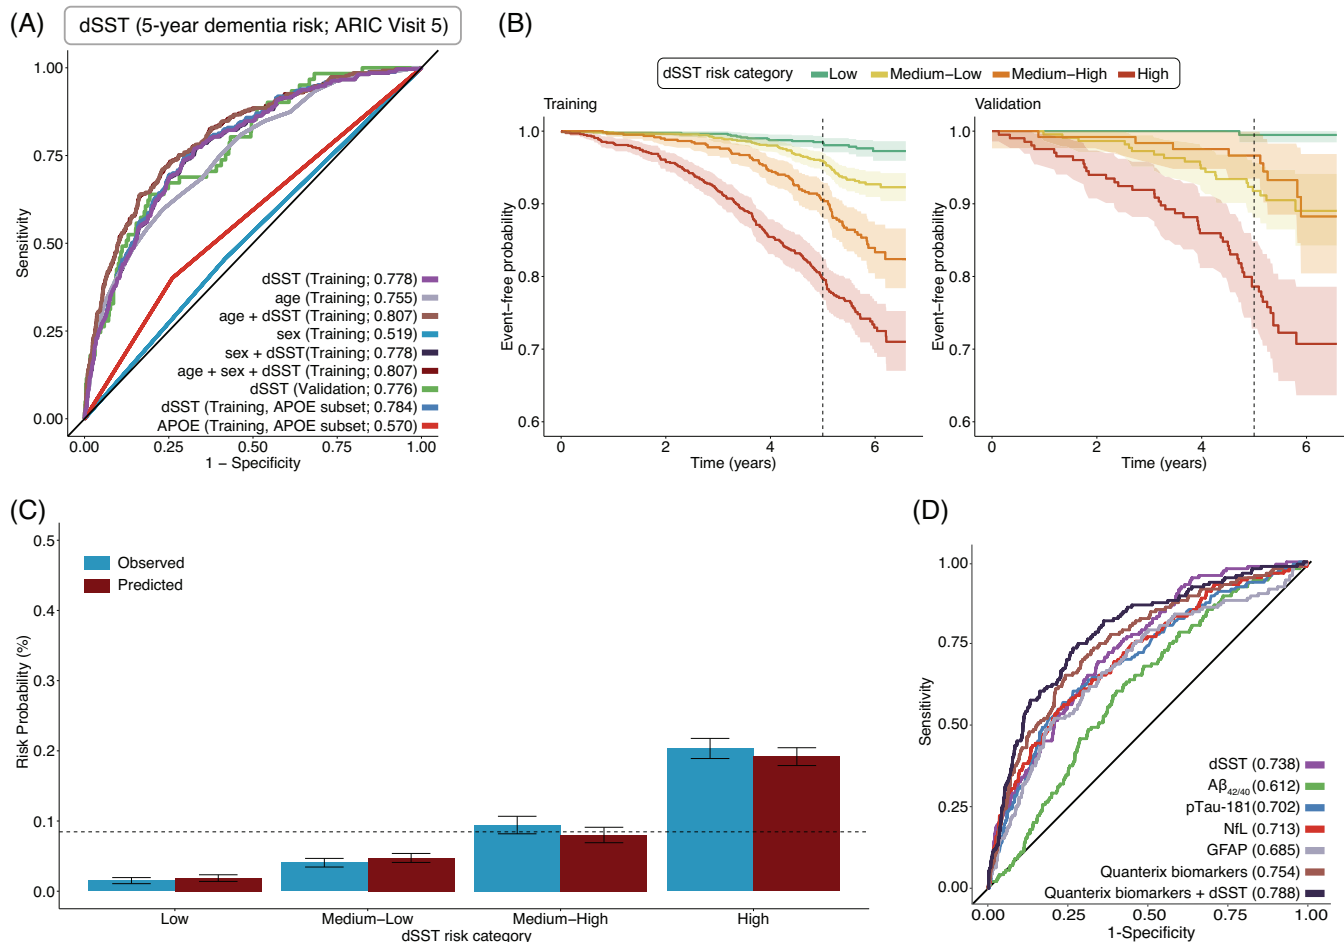 (A)
dSST (5-year dementia risk; ARIC Visit 5)
1.00
0.75
0.50
0.25
0.00
Sensitivity
dSST (Training; 0.778)
age (Training; 0.755)
age + dSST (Training; 0.807)
sex (Training; 0.519)
sex + dSST(Training; 0.778)
age + sex + dSST (Training; 0.807)
dSST (Validation; 0.776)
dSST (Training, APOE subset; 0.784)
APOE (Training, APOE subset; 0.570)
0.00 0.25 0.50 0.75 1.00
1 − Specificity
(B)
dSST risk category Low Medium−Low Medium−High High
Training
1.0
0.9
0.8
0.7
0.6
Event−free probability
0 2 4 6
Time (years)
Validation
1.0
0.9
0.8
0.7
0.6
Event−free probability
0 2 4 6
Time (years)
(C)
Observed
Predicted
0.5
0.4
0.3
0.2
0.1
0.0
Risk Probability (%)
Low Medium−Low Medium−High High
dSST risk category
(D)
1.00
0.75
0.50
0.25
0.00
Sensitivity
dSST (0.738)
Aβ42/40 (0.612)
pTau-181(0.702)
NfL (0.713)
GFAP (0.685)
Quanterix biomarkers (0.754)
Quanterix biomarkers + dSST (0.788)
0.00 0.25 0.50 0.75 1.00
1-Specificity